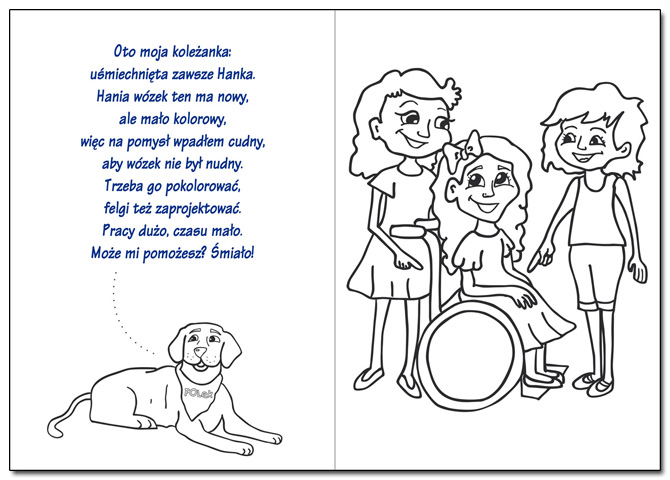 Oto moja koleżanka:
uśmiechnięta zawsze Hanka.
Hania wózek ten ma nowy,
ale mało kolorowy,
więc na pomysł wpadłem cudny,
aby wózek nie był nudny.
Trzeba go pokolorować,
felgi też zaprojektować.
Pracy dużo, czasu mało.
Może mi pomożesz? Śmiało!
FOLEK